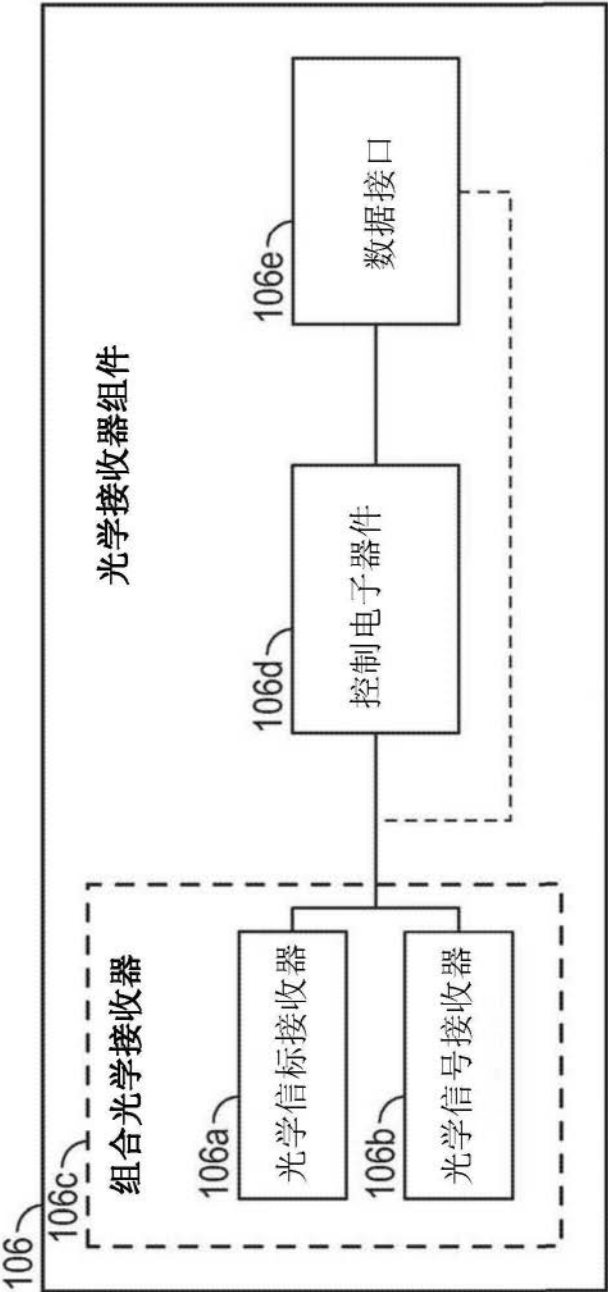 106
光学接收器组件
106c
组合光学接收器
106a
光学信标接收器
106b
光学信号接收器
106d
控制电子器件
106e
数据接口